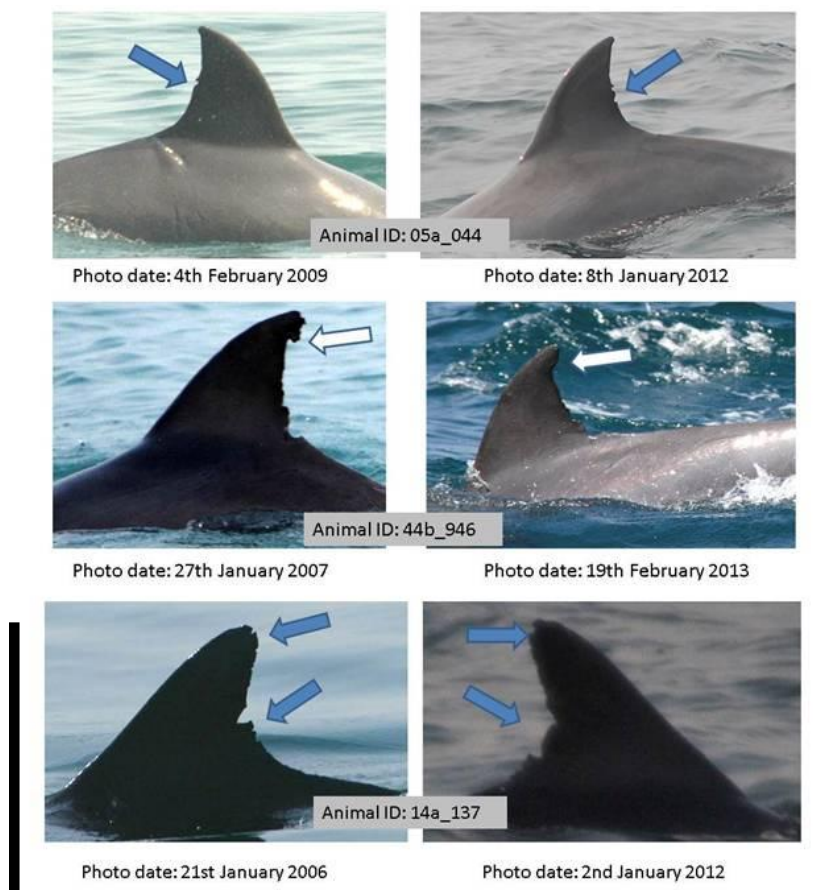 Animal ID: 05a_044
Photo date: 4th February 2009
Photo date: 8th January 2012
Animal ID: 44b_946
Photo date: 27th January 2007
Photo date: 19th February 2013
Animal ID: 14a_137
Photo date: 21st January 2006
Photo date: 2nd January 2012